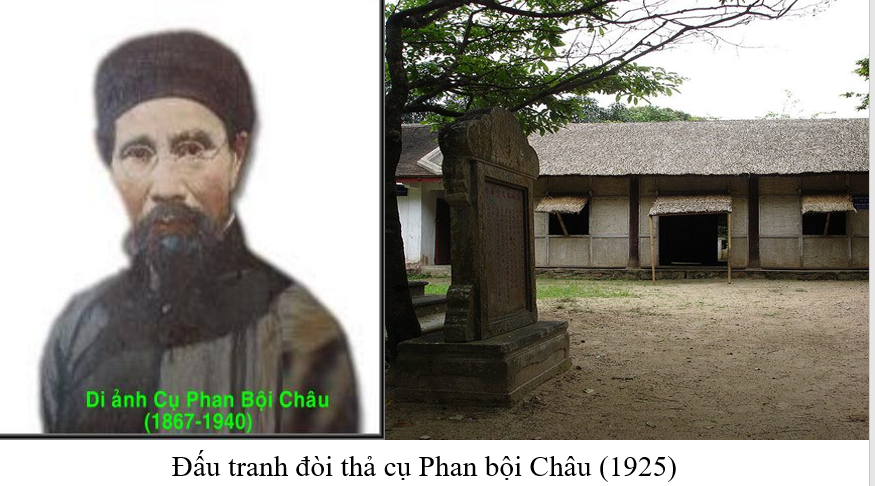 Di ảnh Cụ Phan Bội Châu
(1867-1940)
Đấu tranh đòi thả cụ Phan bội Châu (1925)